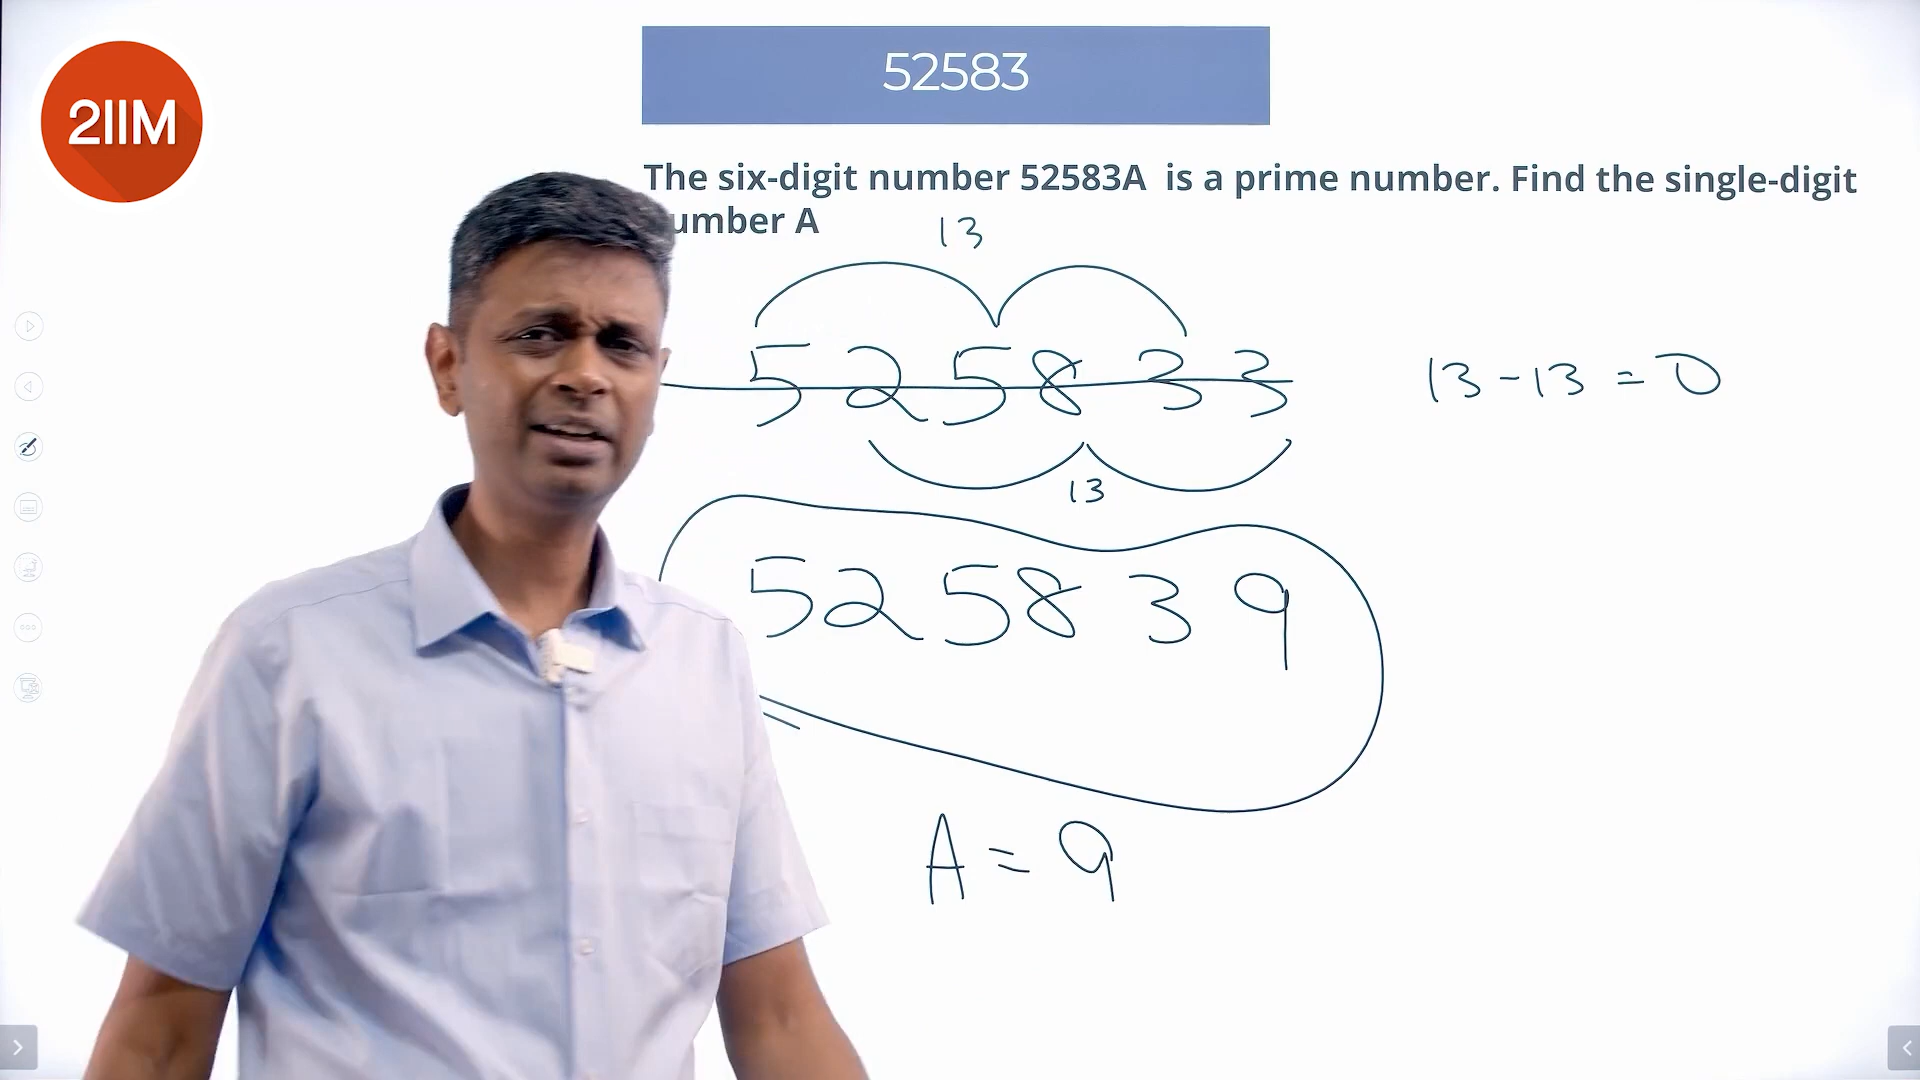 2IIM
52583
The six-digit number 52583A is a prime number. Find the single-digit
umber A
13
525833
13 - 13 = 0
13
525839
A = 9